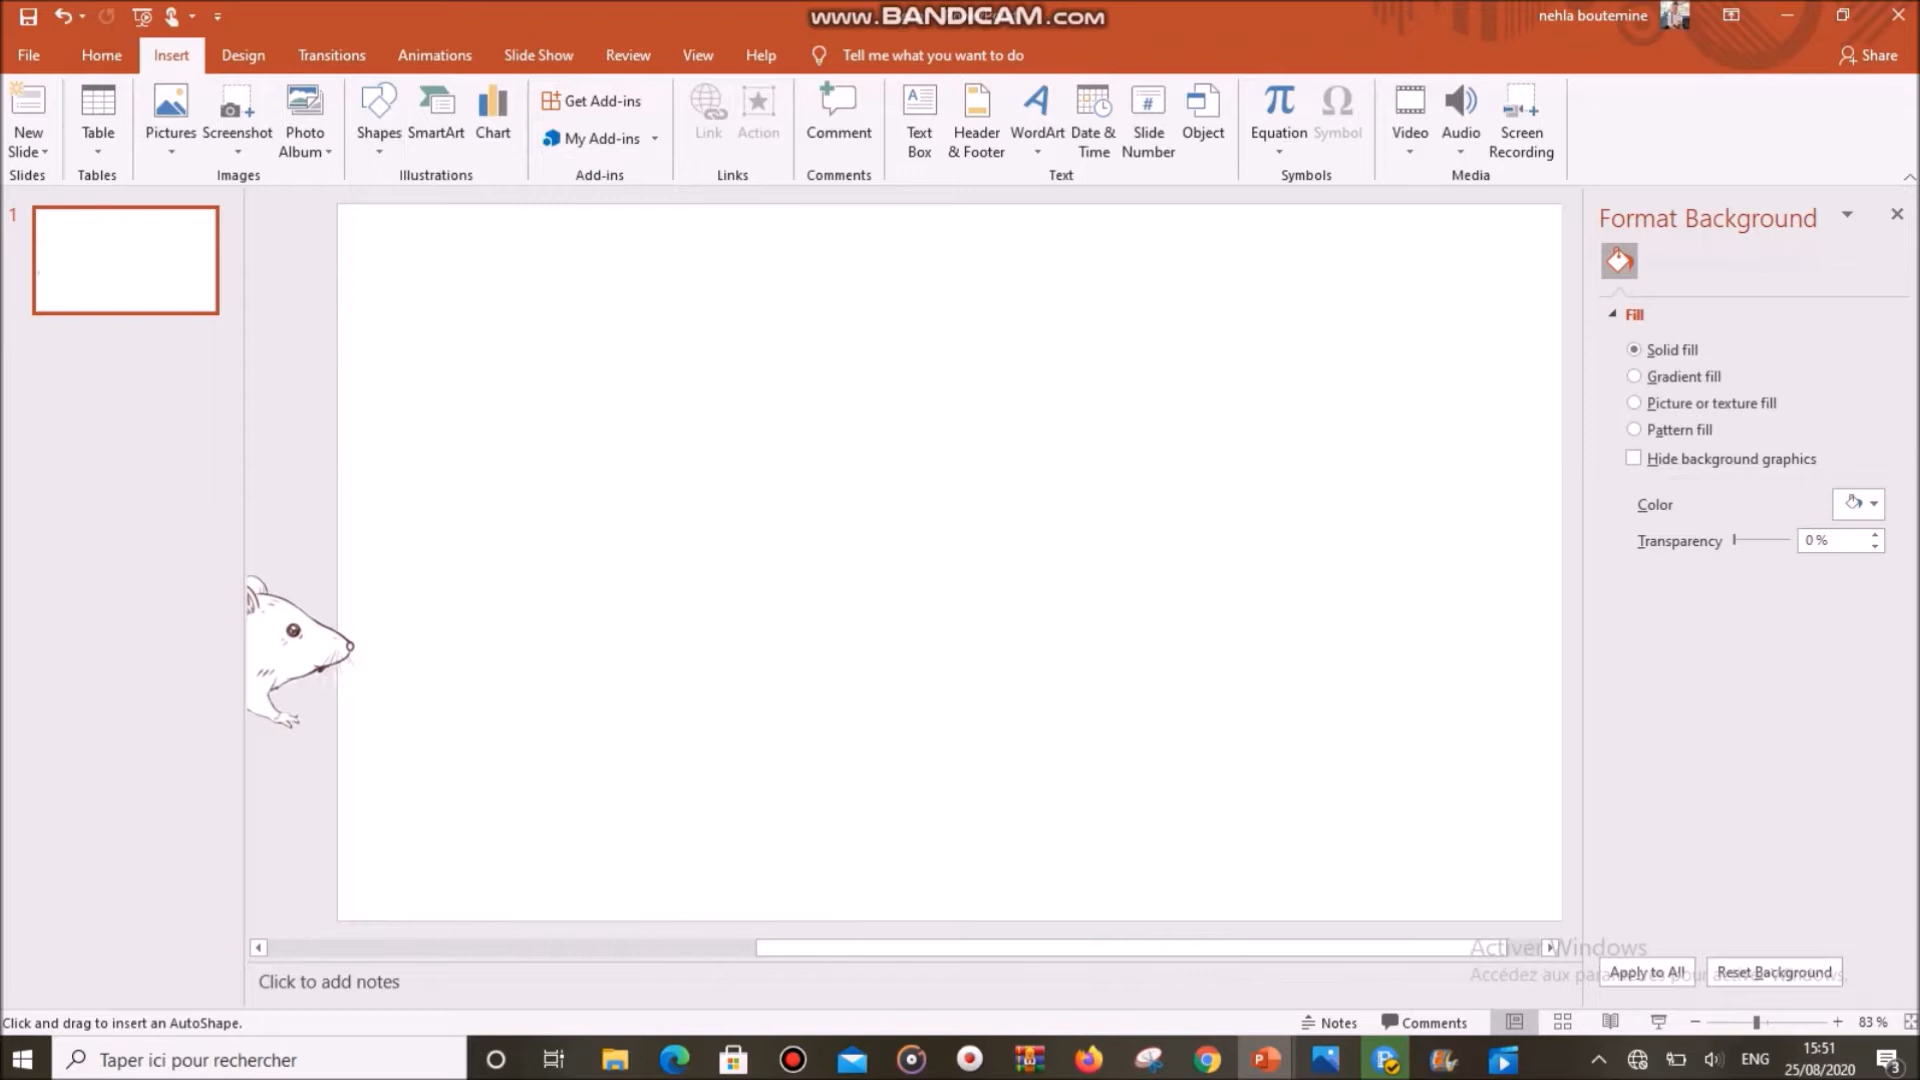 www.BANDICAM.com
nehla boutemine
File Home Insert Design Transitions Animations Slide Show Review View Help Tell me what you want to do Share
New Slide
Table
Pictures
Screenshot
Photo Album
Shapes
SmartArt
Chart
Get Add-ins
My Add-ins
Link
Action
Comment
Text Box
Header & Footer
WordArt
Date & Time
Slide Number
Object
Equation
Symbol
Video
Audio
Screen Recording
Slides Tables Images Illustrations Add-ins Links Comments Text Symbols Media
1
Format Background
Fill
Solid fill
Gradient fill
Picture or texture fill
Pattern fill
Hide background graphics
Color
Transparency 0 %
Activer Windows
Accédez aux paramètres pour activer Windows.
Apply to All Reset Background
Click to add notes
Click and drag to insert an AutoShape.
Notes Comments 83 %
Taper ici pour rechercher
ENG
15:51
25/08/2020
3